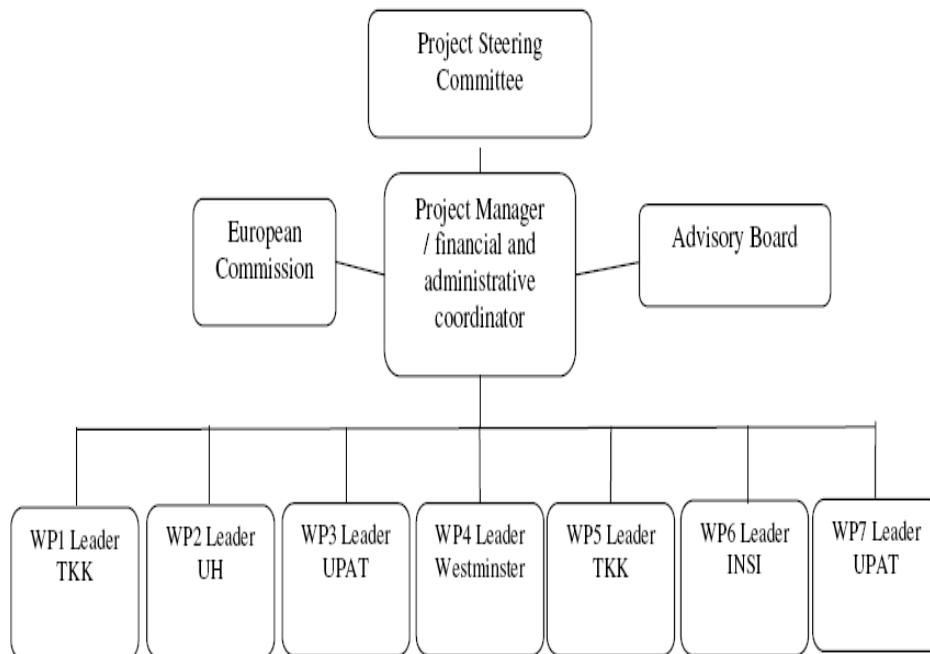 Project Steering
Committee
European
Commission
Project Manager
/ financial and
administrative
coordinator
Advisory Board
WP1 Leader
TKK
WP2 Leader
UH
WP3 Leader
UPAT
WP4 Leader
Westminster
WP5 Leader
TKK
WP6 Leader
INSI
WP7 Leader
UPAT